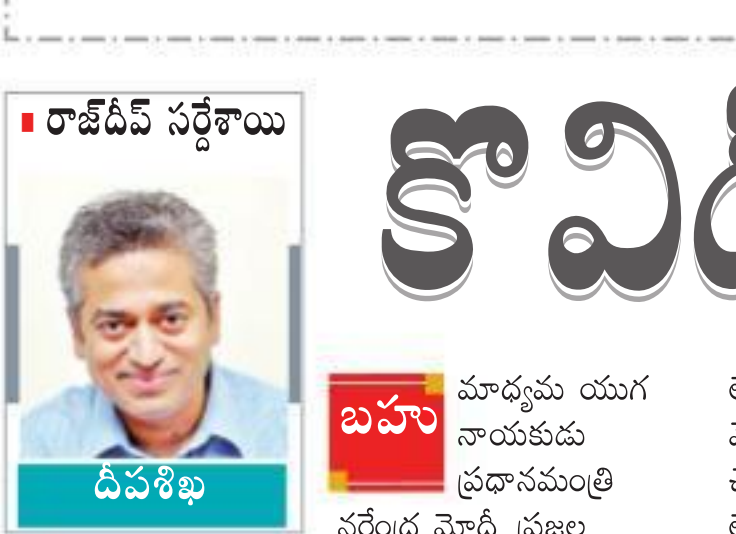 రాజ్‌దీప్ సర్దేశాయి
దీపశిఖ
కొవి
బహు
మాధ్యమ యుగ
నాయకుడు
ప్రధానమంత్రి
నరేంద్ర మోదీ ప్రజల